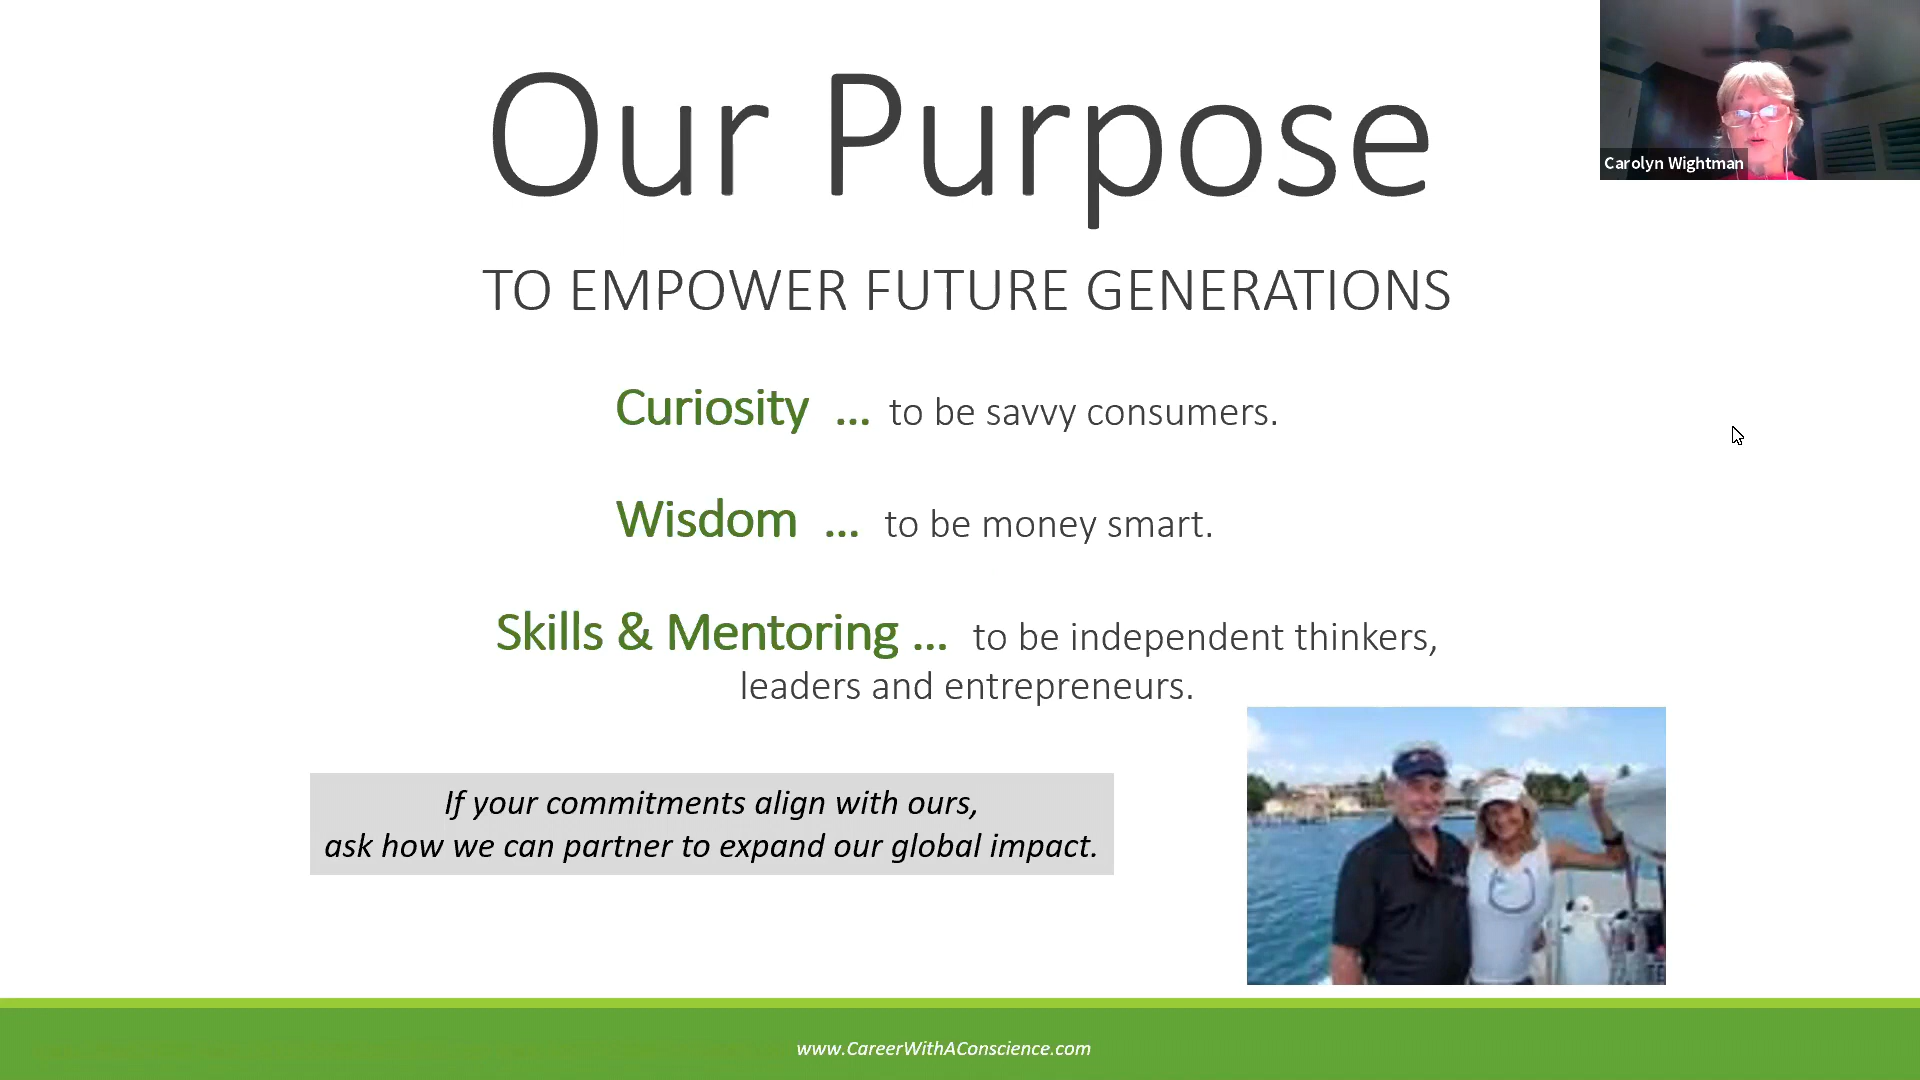 Our Purpose
TO EMPOWER FUTURE GENERATIONS
Curiosity ... to be savvy consumers.
Wisdom ... to be money smart.
Skills & Mentoring ... to be independent thinkers,
leaders and entrepreneurs.
If your commitments align with ours,
ask how we can partner to expand our global impact.
www.CareerWithAConscience.com
Carolyn Wightman